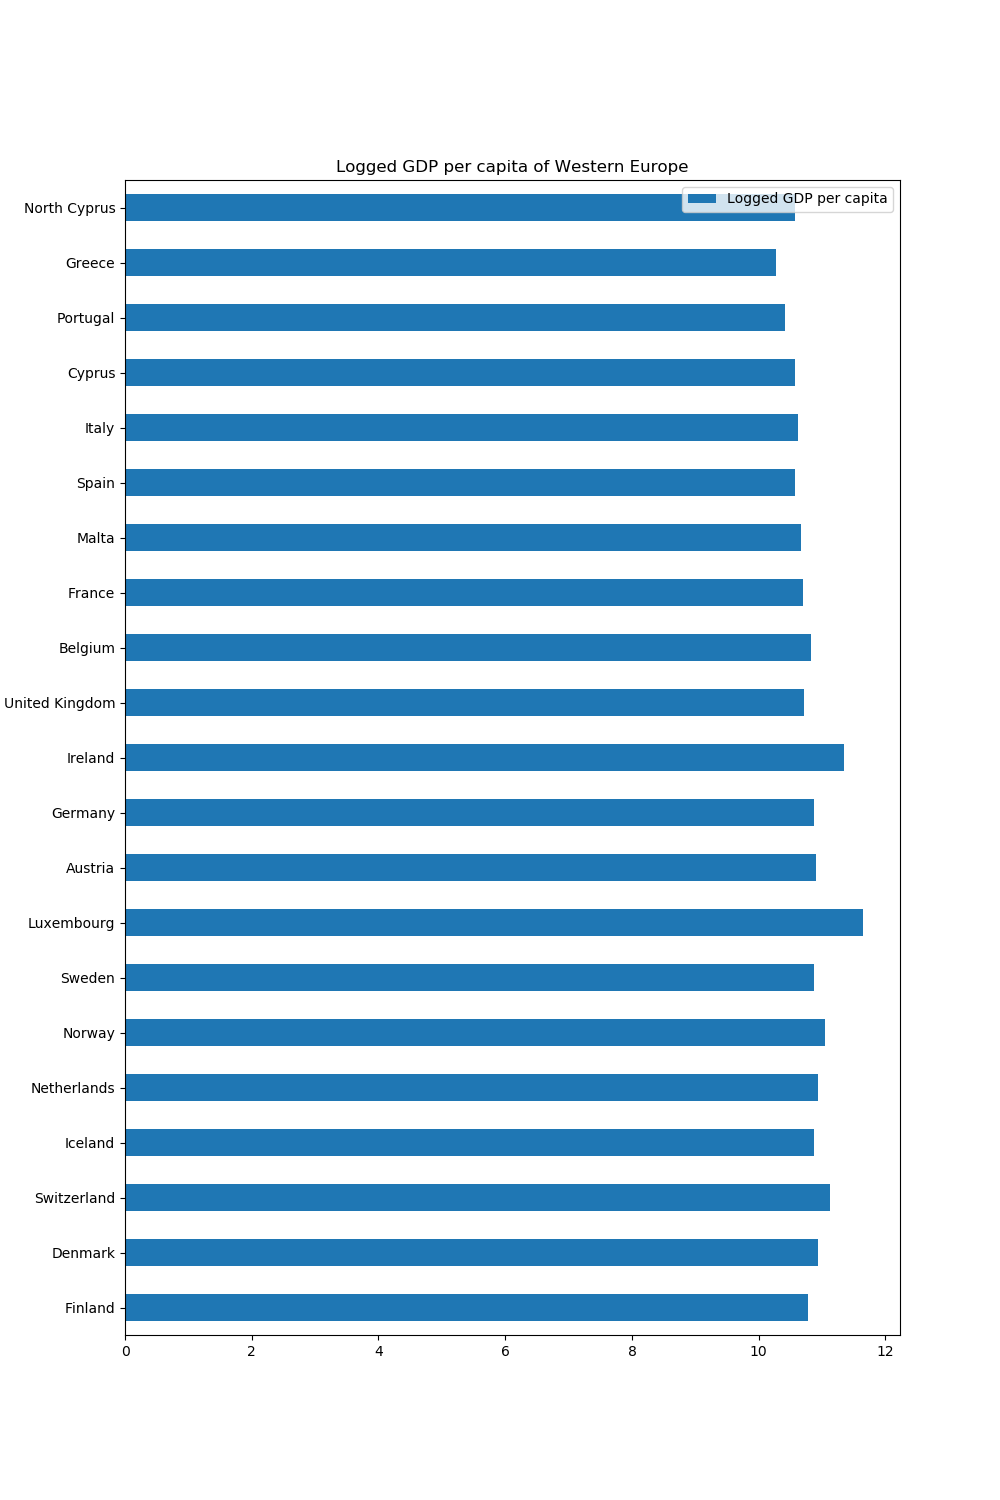 Logged GDP per capita of Western Europe
Logged GDP per capita
North Cyprus
Greece
Portugal
Cyprus
Italy
Spain
Malta
France
Belgium
United Kingdom
Ireland
Germany
Austria
Luxembourg
Sweden
Norway
Netherlands
Iceland
Switzerland
Denmark
Finland
0 2 4 6 8 10 12